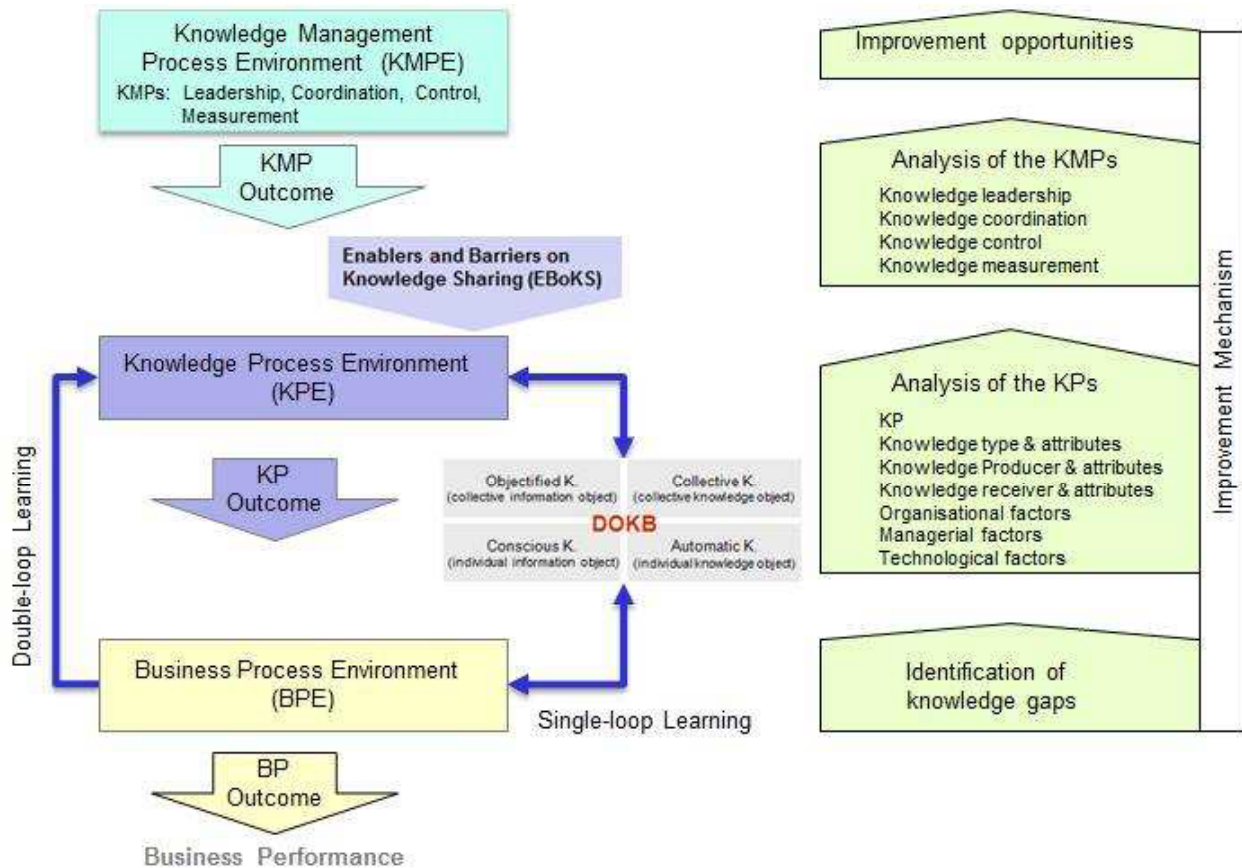 Knowledge Management
Process Environment (KMPE)
KMPs: Leadership, Coordination, Control,
Measurement
KMP
Outcome
Enablers and Barriers on
Knowledge Sharing (EBoKS)
Knowledge Process Environment
(KPE)
KP
Outcome
Double-loop Learning
Objectified K.
(collective information object)
Collective K.
(collective knowledge object)
DOKB
Conscious K.
(individual information object)
Automatic K.
(individual knowledge object)
Business Process Environment
(BPE)
Single-loop Learning
BP
Outcome
Business Performance
Improvement opportunities
Analysis of the KMPs
Knowledge leadership
Knowledge coordination
Knowledge control
Knowledge measurement
Analysis of the KPs
KP
Knowledge type & attributes
Knowledge Producer & attributes
Knowledge receiver & attributes
Organisational factors
Managerial factors
Technological factors
Identification of
knowledge gaps
Improvement Mechanism